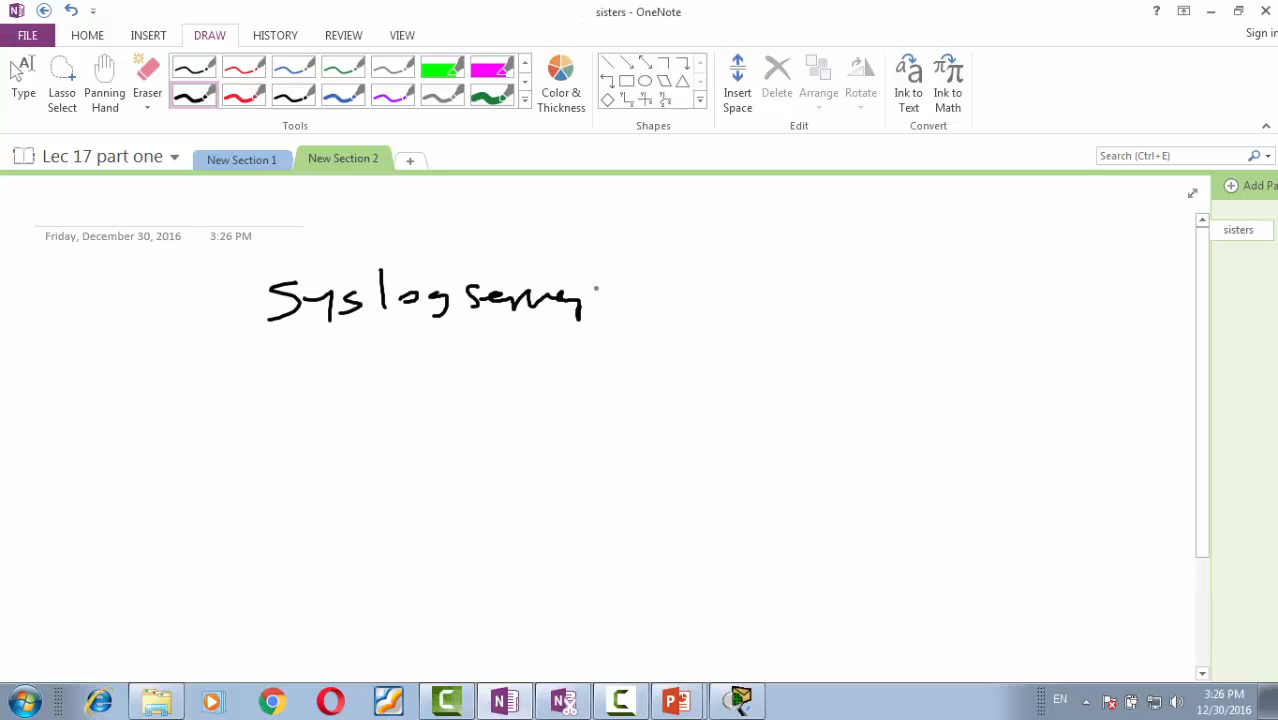 sisters - OneNote
Sign in
FILE HOME INSERT DRAW HISTORY REVIEW VIEW
Type
Lasso Select
Panning Hand
Eraser
Color & Thickness
Insert Space
Delete
Arrange
Rotate
Ink to Text
Ink to Math
Tools
Shapes
Edit
Convert
Lec 17 part one
New Section 1
New Section 2
Search (Ctrl+E)
Add Pa
sisters
Friday, December 30, 2016 3:26 PM
Syslog server
EN
3:26 PM
12/30/2016